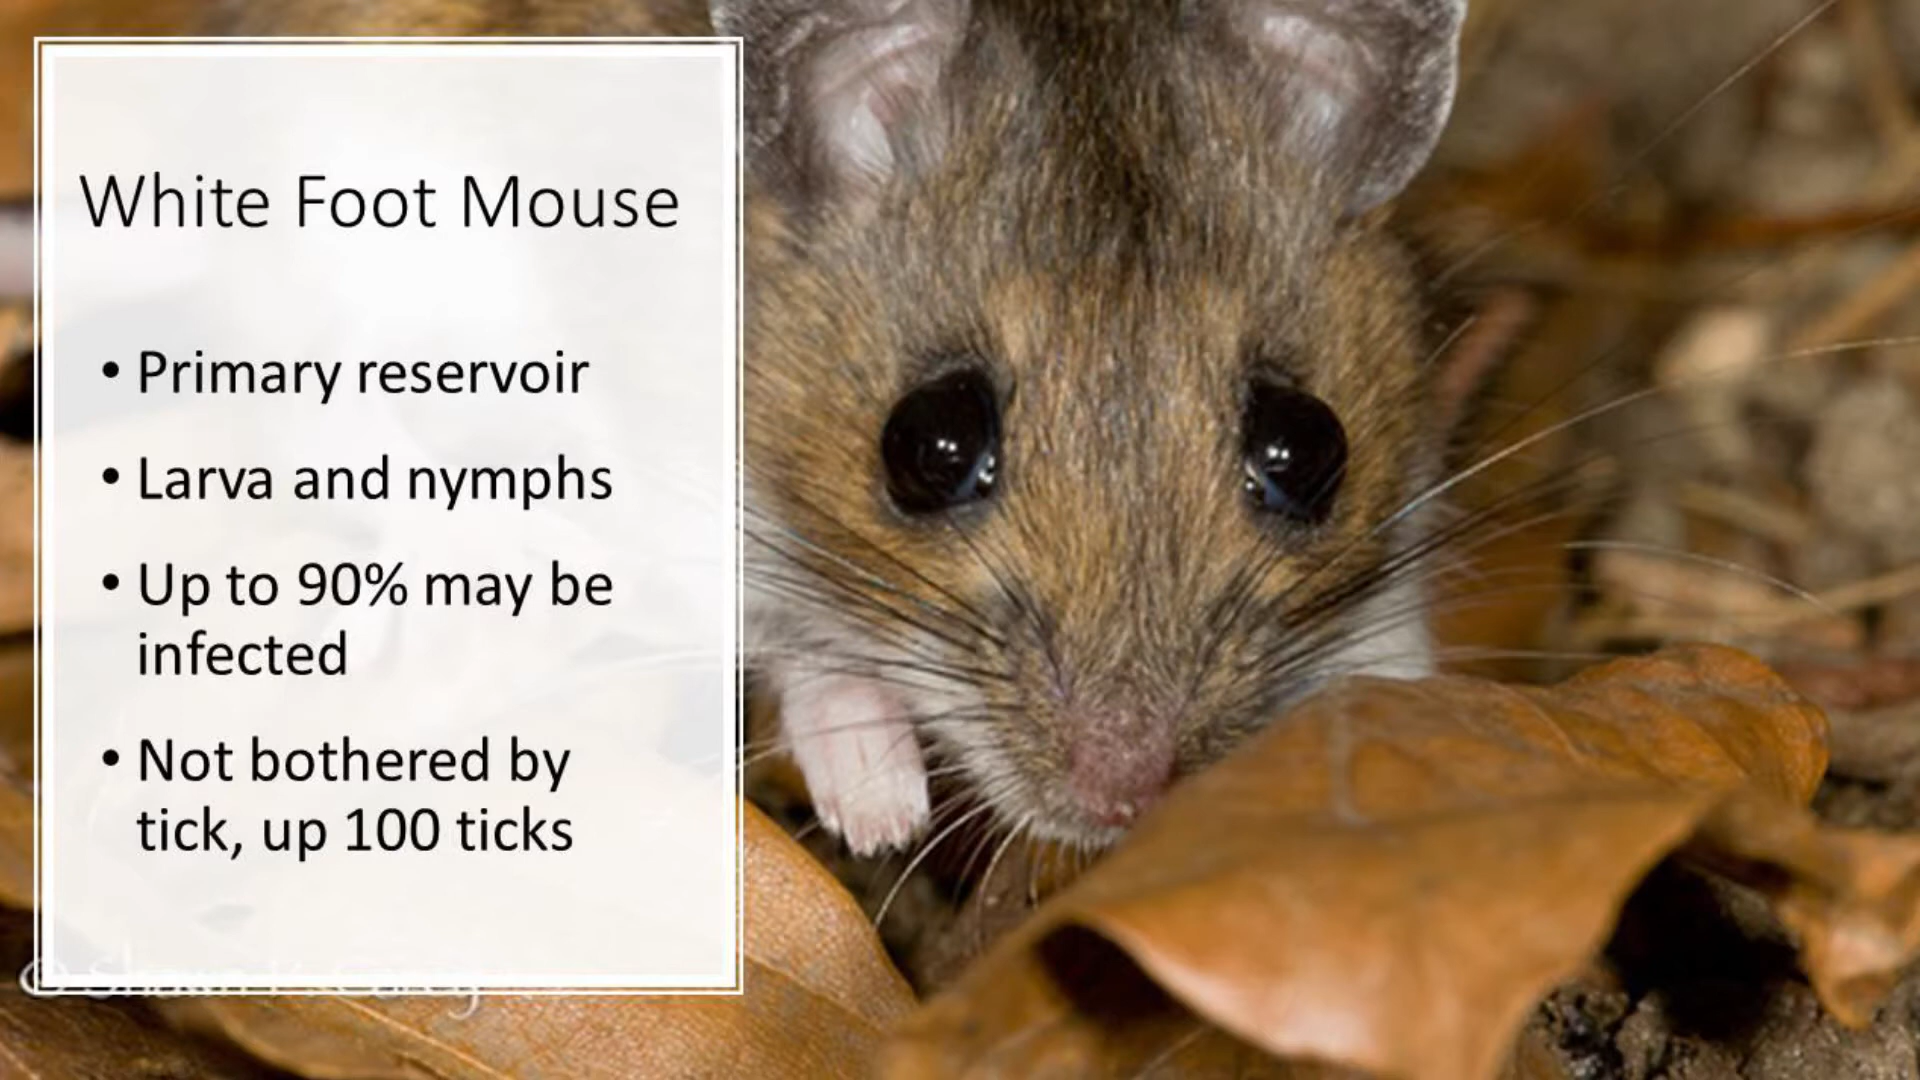 White Foot Mouse
• Primary reservoir
• Larva and nymphs
• Up to 90% may be
infected
• Not bothered by
tick, up 100 ticks